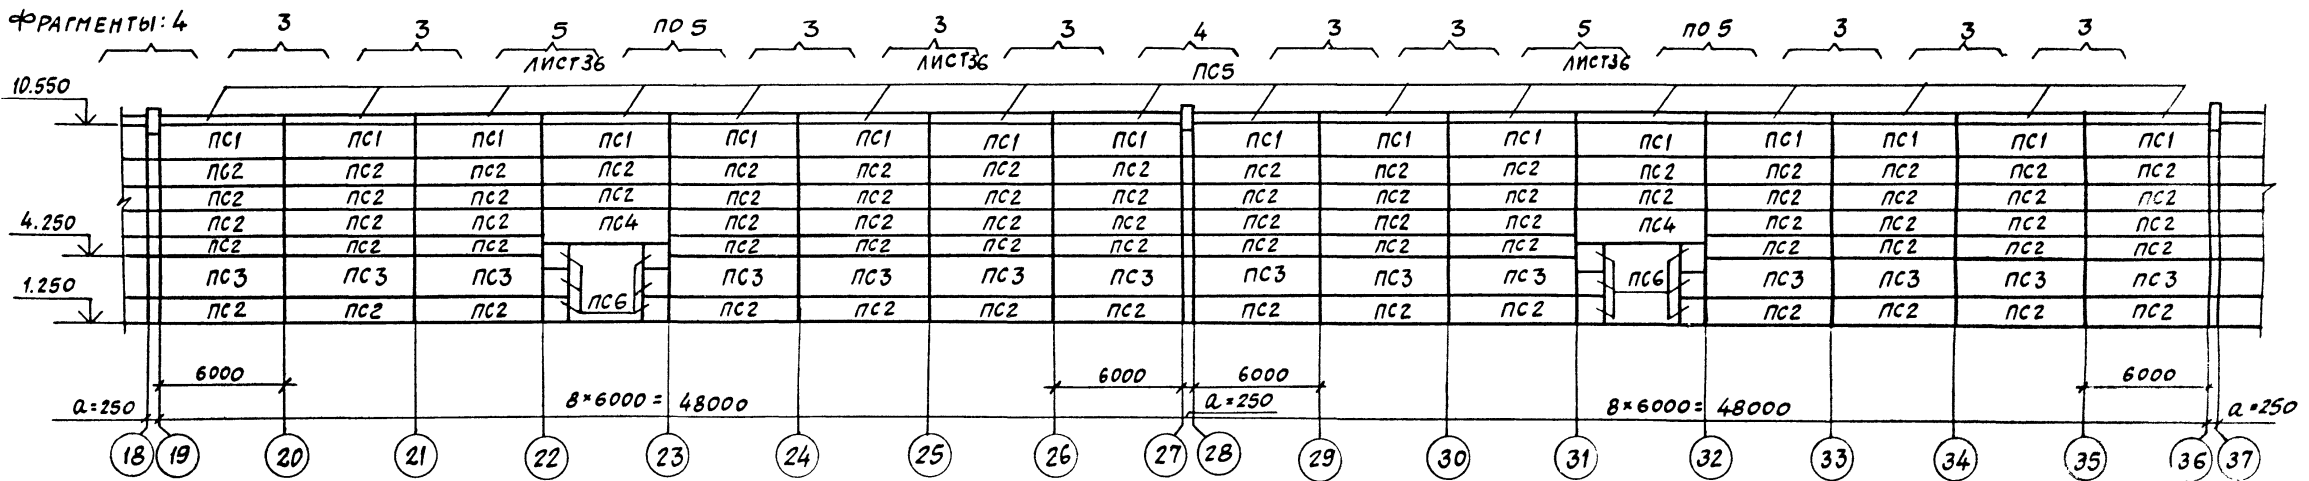 ФРАГМЕНТЫ: 4 3 3 5 ПО 5 3 3 3 4 3 3 5 ПО 5 3 3 3
ЛИСТ 36 ЛИСТ 36 ЛИСТ 36
ПС5
10.550
ПС1 ПС1 ПС1 ПС1 ПС1 ПС1 ПС1 ПС1 ПС1 ПС1 ПС1 ПС1 ПС1 ПС1 ПС1 ПС1
ПС2 ПС2 ПС2 ПС2 ПС2 ПС2 ПС2 ПС2 ПС2 ПС2 ПС2 ПС2 ПС2 ПС2 ПС2 ПС2
ПС2 ПС2 ПС2 ПС2 ПС2 ПС2 ПС2 ПС2 ПС2 ПС2 ПС2 ПС2 ПС2 ПС2 ПС2 ПС2
4.250 ПС2 ПС2 ПС2 ПС4 ПС2 ПС2 ПС2 ПС2 ПС2 ПС2 ПС2 ПС4 ПС2 ПС2 ПС2 ПС2
ПС2 ПС2 ПС2 ПС2 ПС2 ПС2 ПС2 ПС2 ПС2 ПС2 ПС2 ПС2 ПС2 ПС2
1.250 ПС3 ПС3 ПС3 ПС6 ПС3 ПС3 ПС3 ПС3 ПС3 ПС3 ПС3 ПС6 ПС3 ПС3 ПС3 ПС3
ПС2 ПС2 ПС2 ПС2 ПС2 ПС2 ПС2 ПС2 ПС2 ПС2 ПС2 ПС2 ПС2 ПС2
6000 6000 6000 6000
а=250 8×6000= 48000 а=250 8×6000= 48000 а=250
18 19 20 21 22 23 24 25 26 27 28 29 30 31 32 33 34 35 36 37